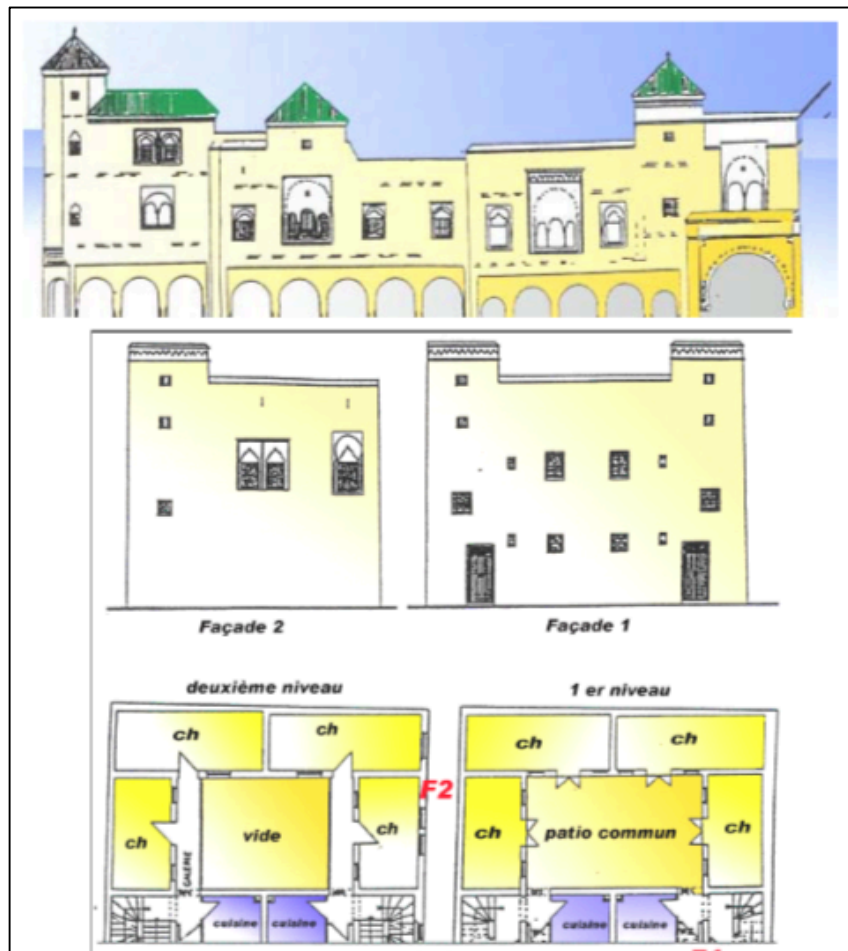 Façade 2
Façade 1
deuxième niveau
1 er niveau
ch
ch
ch
ch
F2
ch
vide
ch
ch
patio commun
ch
GALERIE
cuisine
cuisine
cuisine
cuisine